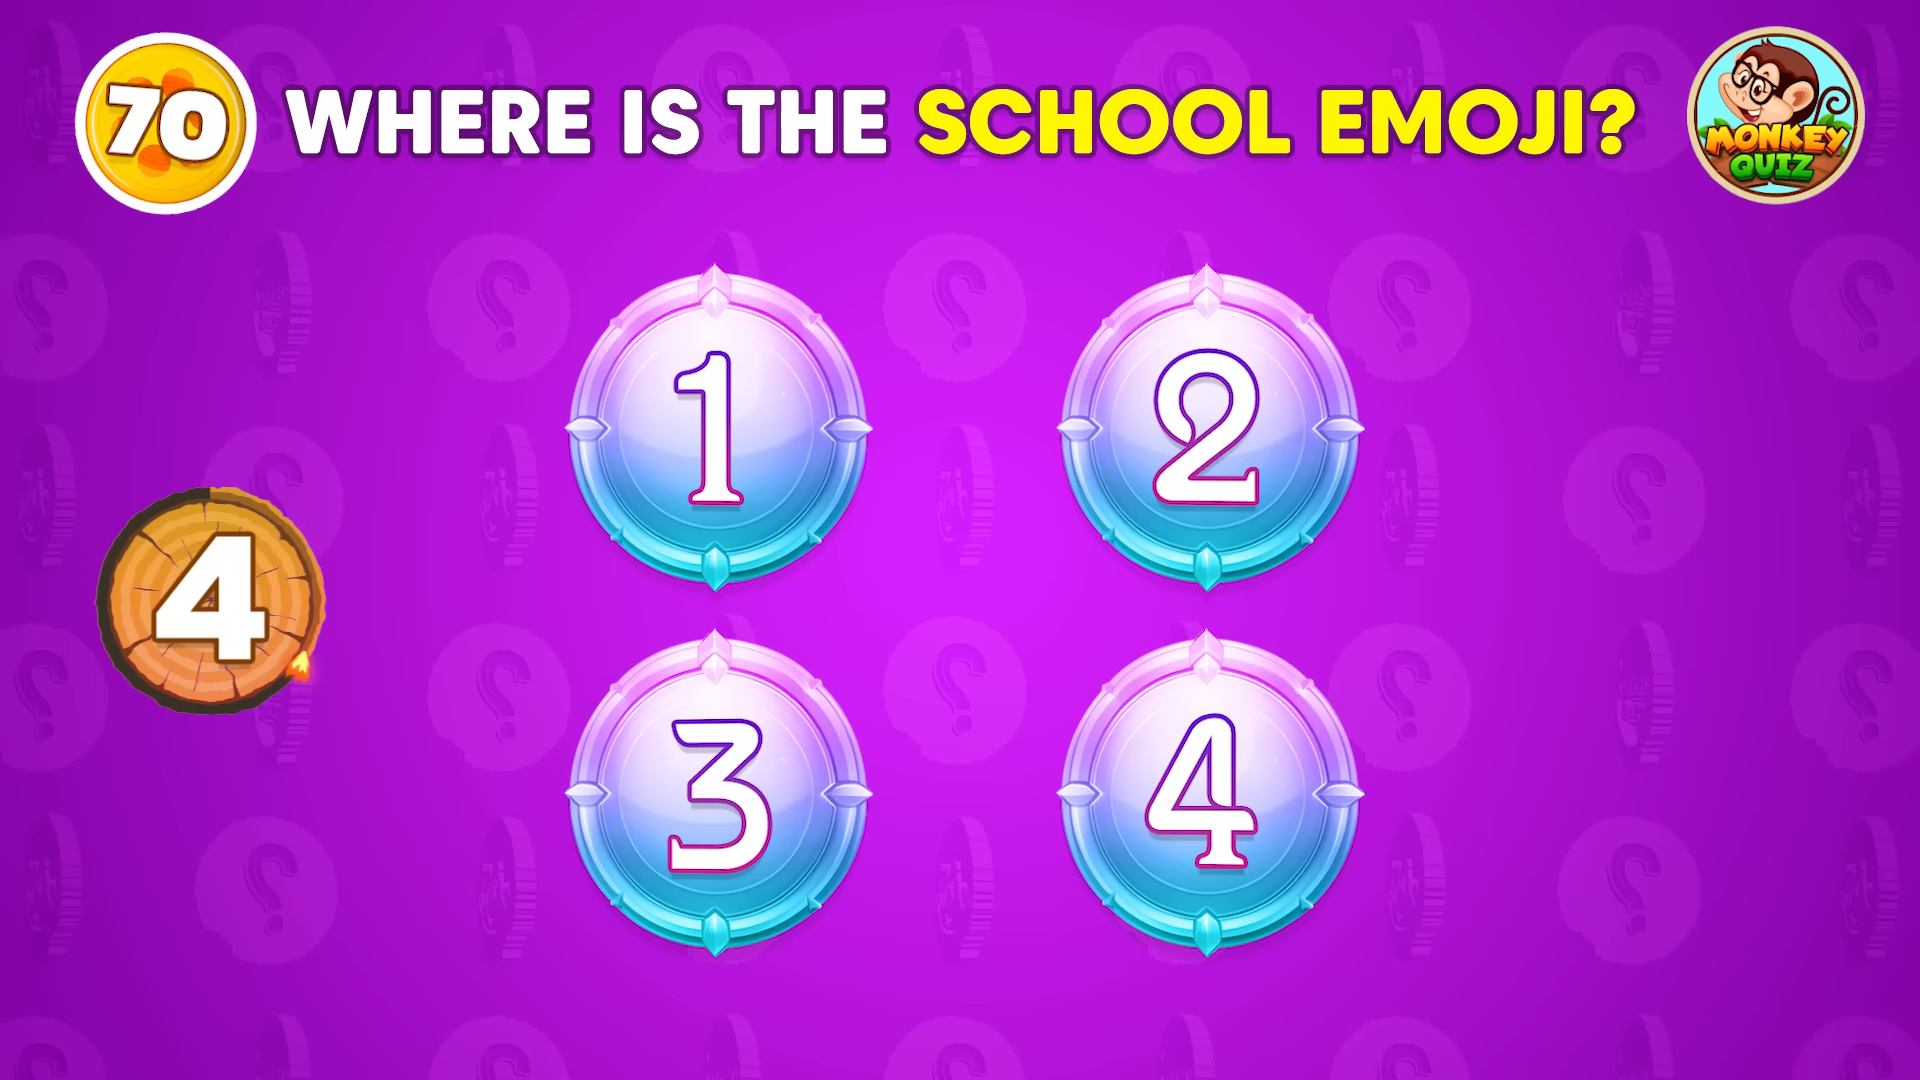 70 WHERE IS THE SCHOOL EMOJI?
MONKEY
QUIZ
1 2
4
3 4